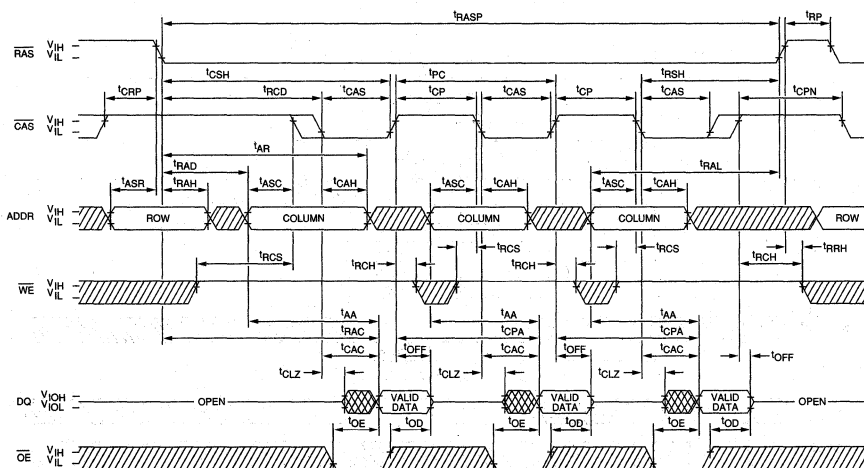 tRASP tRP
RAS VIH
VIL
tCSH tPC tRSH
tCRP tRCD tCAS tCP tCAS tCP tCAS tCPN
CAS VIH
VIL
tAR
tRAD tRAL
tASR tRAH tASC tCAH tASC tCAH tASC tCAH
ADDR VIH
VIL
ROW COLUMN COLUMN COLUMN ROW
tRCS tRCH tRCS tRCH tRCS tRCH tRRH
WE VIH
VIL
tAA tAA tAA
tRAC tCPA tCPA
tCAC tOFF tCAC tOFF tCAC tOFF
tCLZ tCLZ tCLZ
DQ VIOH
VIOL
OPEN VALID DATA VALID DATA VALID DATA OPEN
tOE tOD tOE tOD tOE tOD
OE VIH
VIL